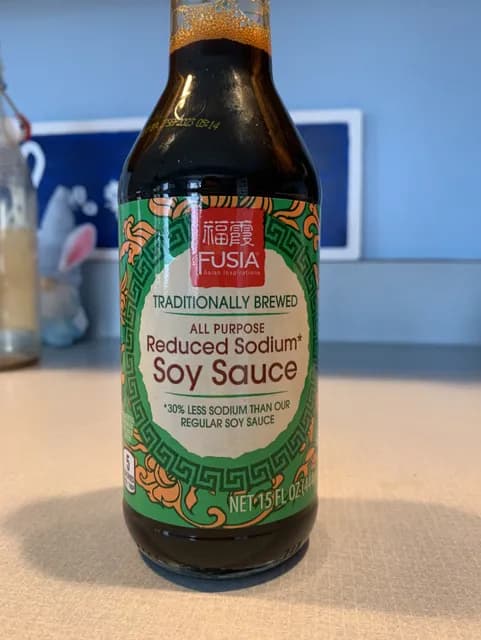 福霞
FUSIA
Asian Inspirations
TRADITIONALLY BREWED
ALL PURPOSE
Reduced Sodium*
Soy Sauce
*30% LESS SODIUM THAN OUR
REGULAR SOY SAUCE
5
NET 15 FL OZ